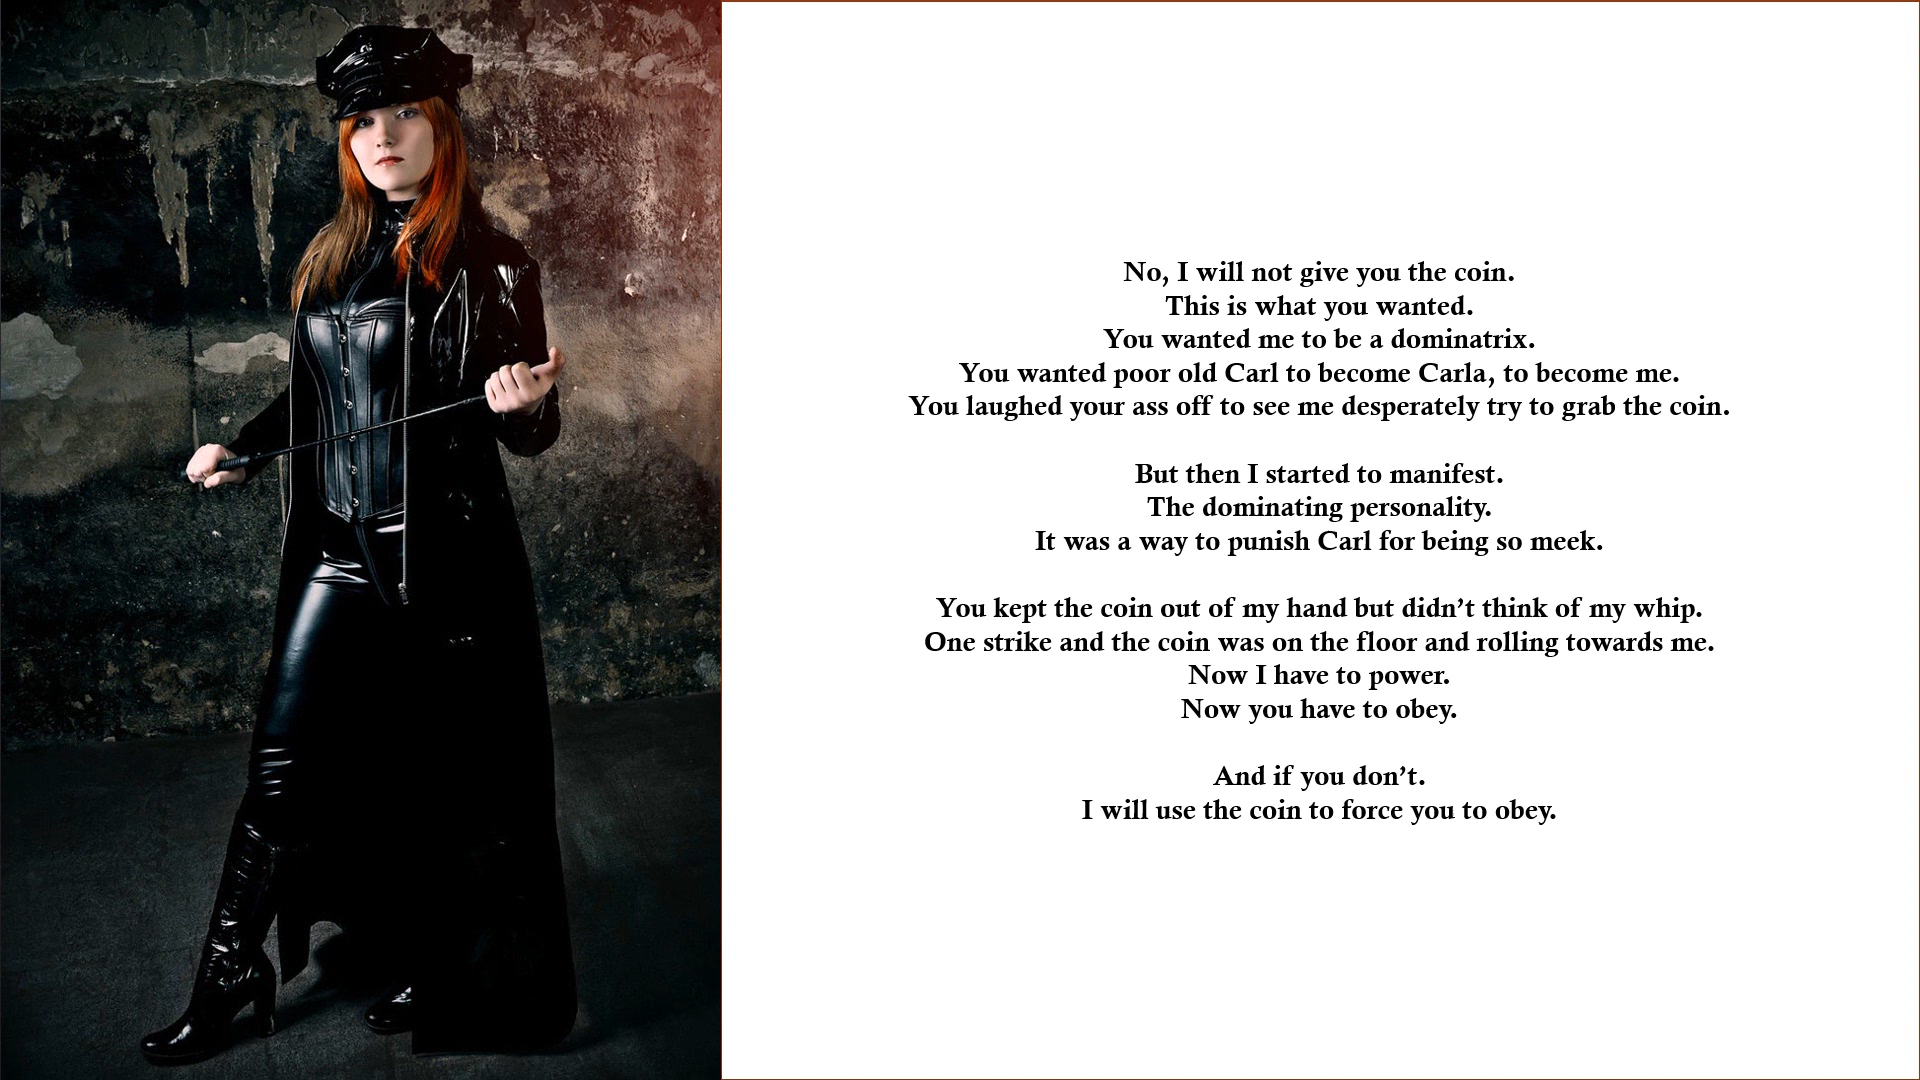 No, I will not give you the coin.
This is what you wanted.
You wanted me to be a dominatrix.
You wanted poor old Carl to become Carla, to become me.
You laughed your ass off to see me desperately try to grab the coin.
But then I started to manifest.
The dominating personality.
It was a way to punish Carl for being so meek.
You kept the coin out of my hand but didn’t think of my whip.
One strike and the coin was on the floor and rolling towards me.
Now I have to power.
Now you have to obey.
And if you don’t.
I will use the coin to force you to obey.